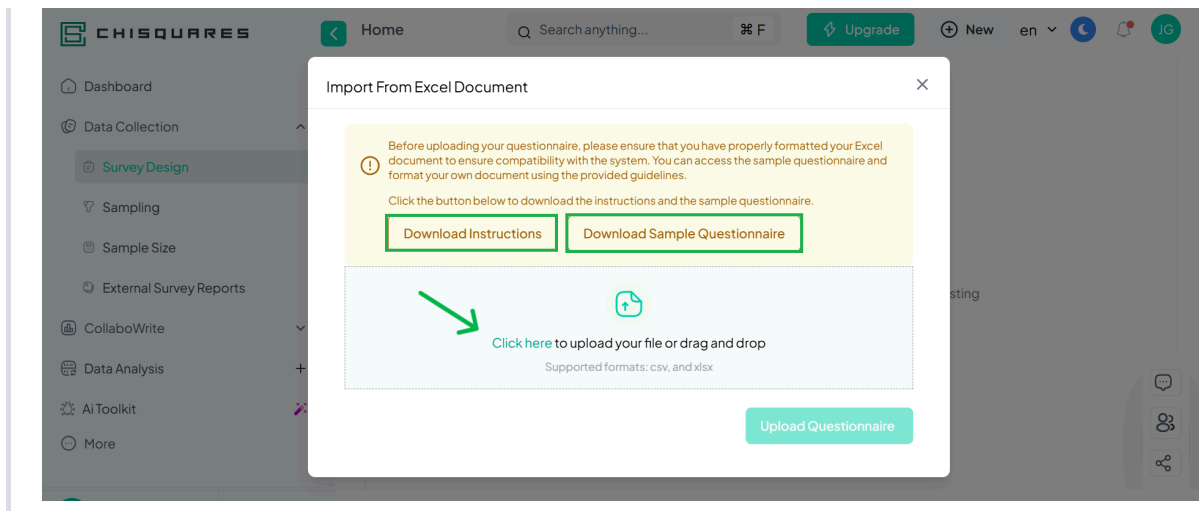 CHISQUARES
Home
Search anything...
⌘ F
Upgrade
New
en
JG
Dashboard
Data Collection
Survey Design
Sampling
Sample Size
External Survey Reports
CollaboWrite
Data Analysis
Ai Toolkit
More
Import From Excel Document
Before uploading your questionnaire, please ensure that you have properly formatted your Excel
document to ensure compatibility with the system. You can access the sample questionnaire and
format your own document using the provided guidelines.
Click the button below to download the instructions and the sample questionnaire.
Download Instructions
Download Sample Questionnaire
Click here to upload your file or drag and drop
Supported formats: csv, and xlsx
Upload Questionnaire
sting